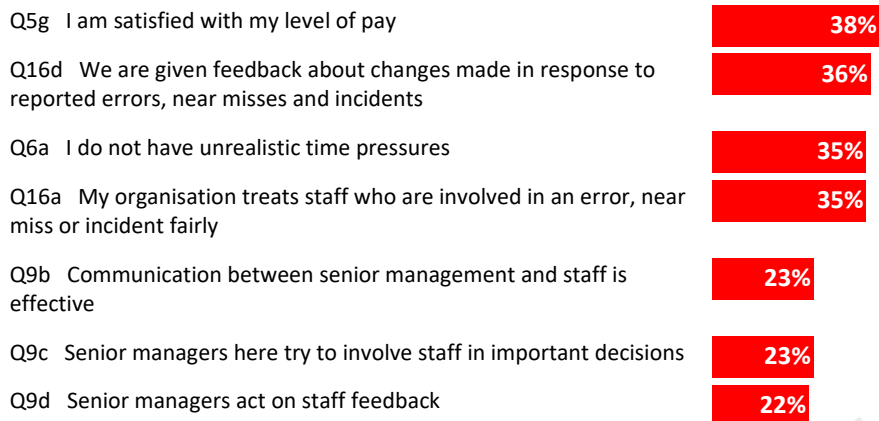 Q5g I am satisfied with my level of pay 38%
Q16d We are given feedback about changes made in response to 36%
reported errors, near misses and incidents
Q6a I do not have unrealistic time pressures 35%
Q16a My organisation treats staff who are involved in an error, near 35%
miss or incident fairly
Q9b Communication between senior management and staff is 23%
effective
Q9c Senior managers here try to involve staff in important decisions 23%
Q9d Senior managers act on staff feedback 22%